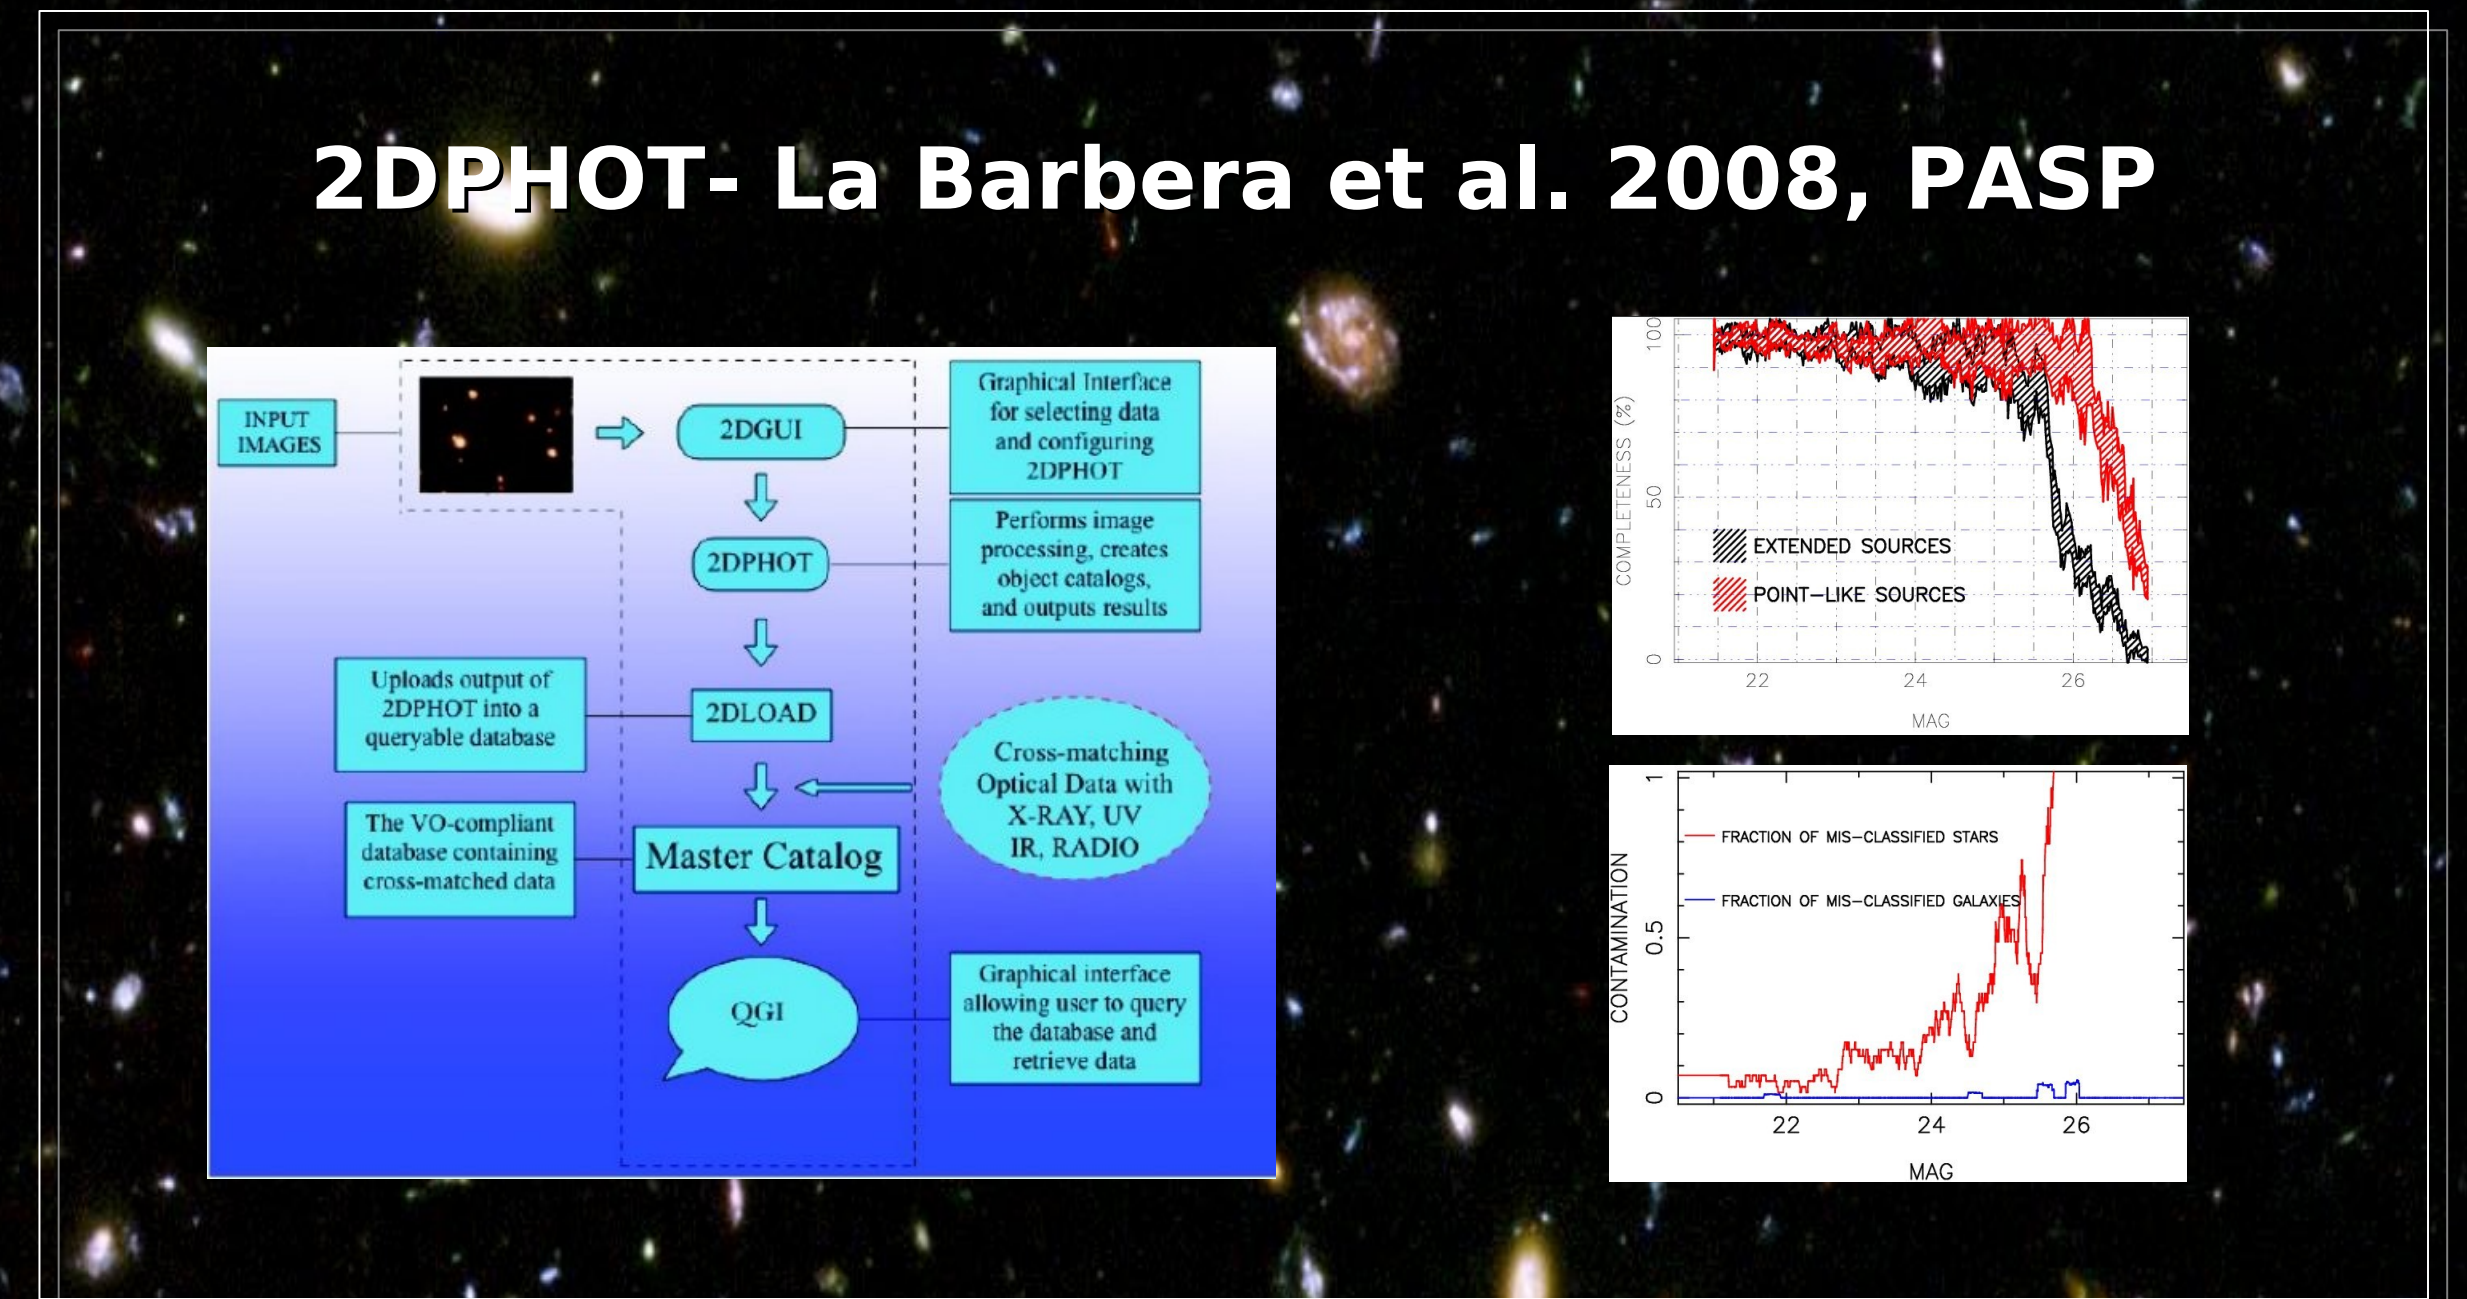 2DPHOT- La Barbera et al. 2008, PASP
INPUT
IMAGES
2DGUI
Graphical Interface
for selecting data
and configuring
2DPHOT
2DPHOT
Performs image
processing, creates
object catalogs,
and outputs results
Uploads output of
2DPHOT into a
queryable database
2DLOAD
Cross-matching
Optical Data with
X-RAY, UV
IR, RADIO
The VO-compliant
database containing
cross-matched data
Master Catalog
QGI
Graphical interface
allowing user to query
the database and
retrieve data
COMPLETENESS (%)
100
50
0
EXTENDED SOURCES
POINT-LIKE SOURCES
22 24 26
MAG
CONTAMINATION
1
0.5
0
FRACTION OF MIS-CLASSIFIED STARS
FRACTION OF MIS-CLASSIFIED GALAXIES
22 24 26
MAG